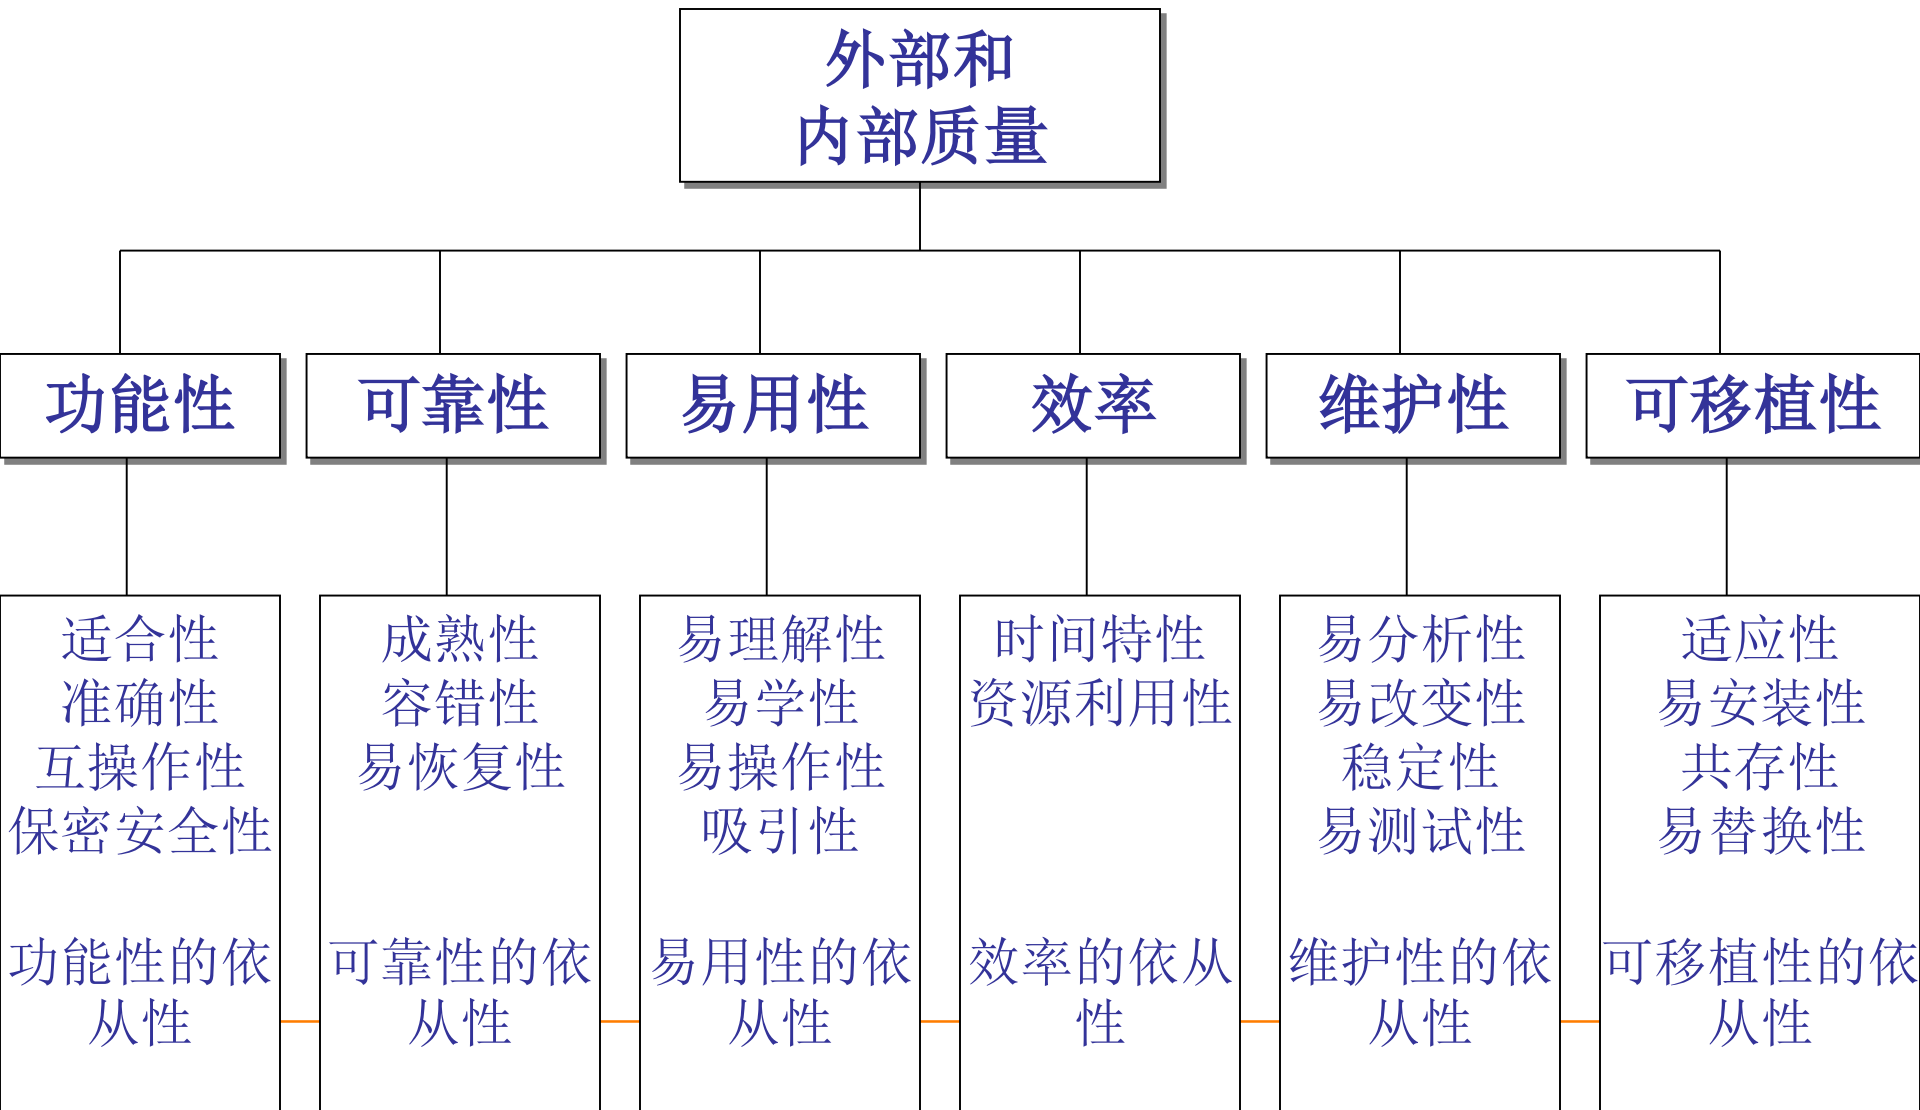 外部和
内部质量
功能性
可靠性
易用性
效率
维护性
可移植性
适合性
准确性
互操作性
保密安全性
功能性的依
从性
成熟性
容错性
易恢复性
可靠性的依
从性
易理解性
易学性
易操作性
吸引性
易用性的依
从性
时间特性
资源利用性
效率的依从
性
易分析性
易改变性
稳定性
易测试性
维护性的依
从性
适应性
易安装性
共存性
易替换性
可移植性的依
从性